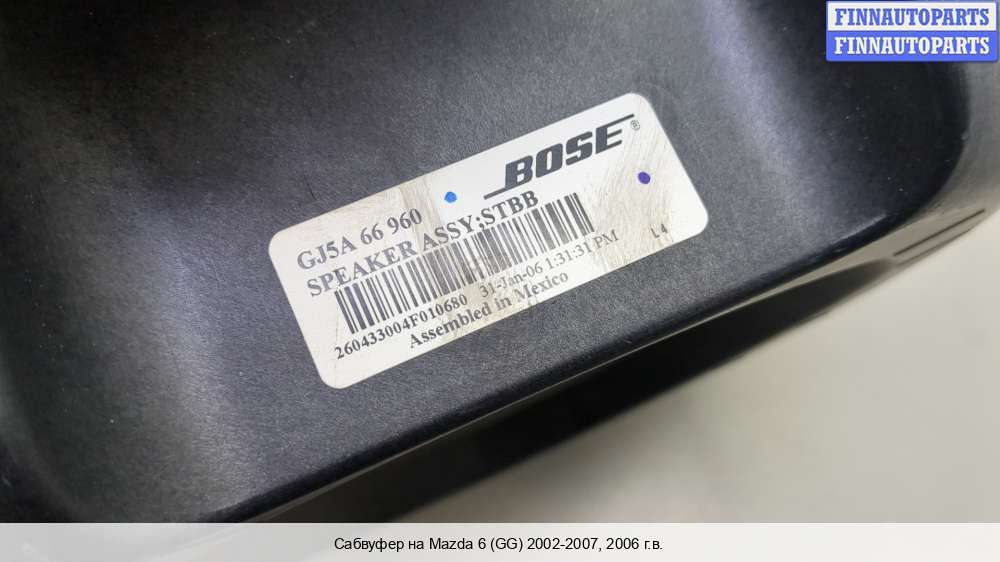 FINNAUTOPARTS
FINNAUTOPARTS
BOSE®
GJ5A 66 960
SPEAKER ASSY;STBB
260433004F010680 31-Jan-06 1:31:31 PM L4
Assembled in Mexico
Сабвуфер на Mazda 6 (GG) 2002-2007, 2006 г.в.